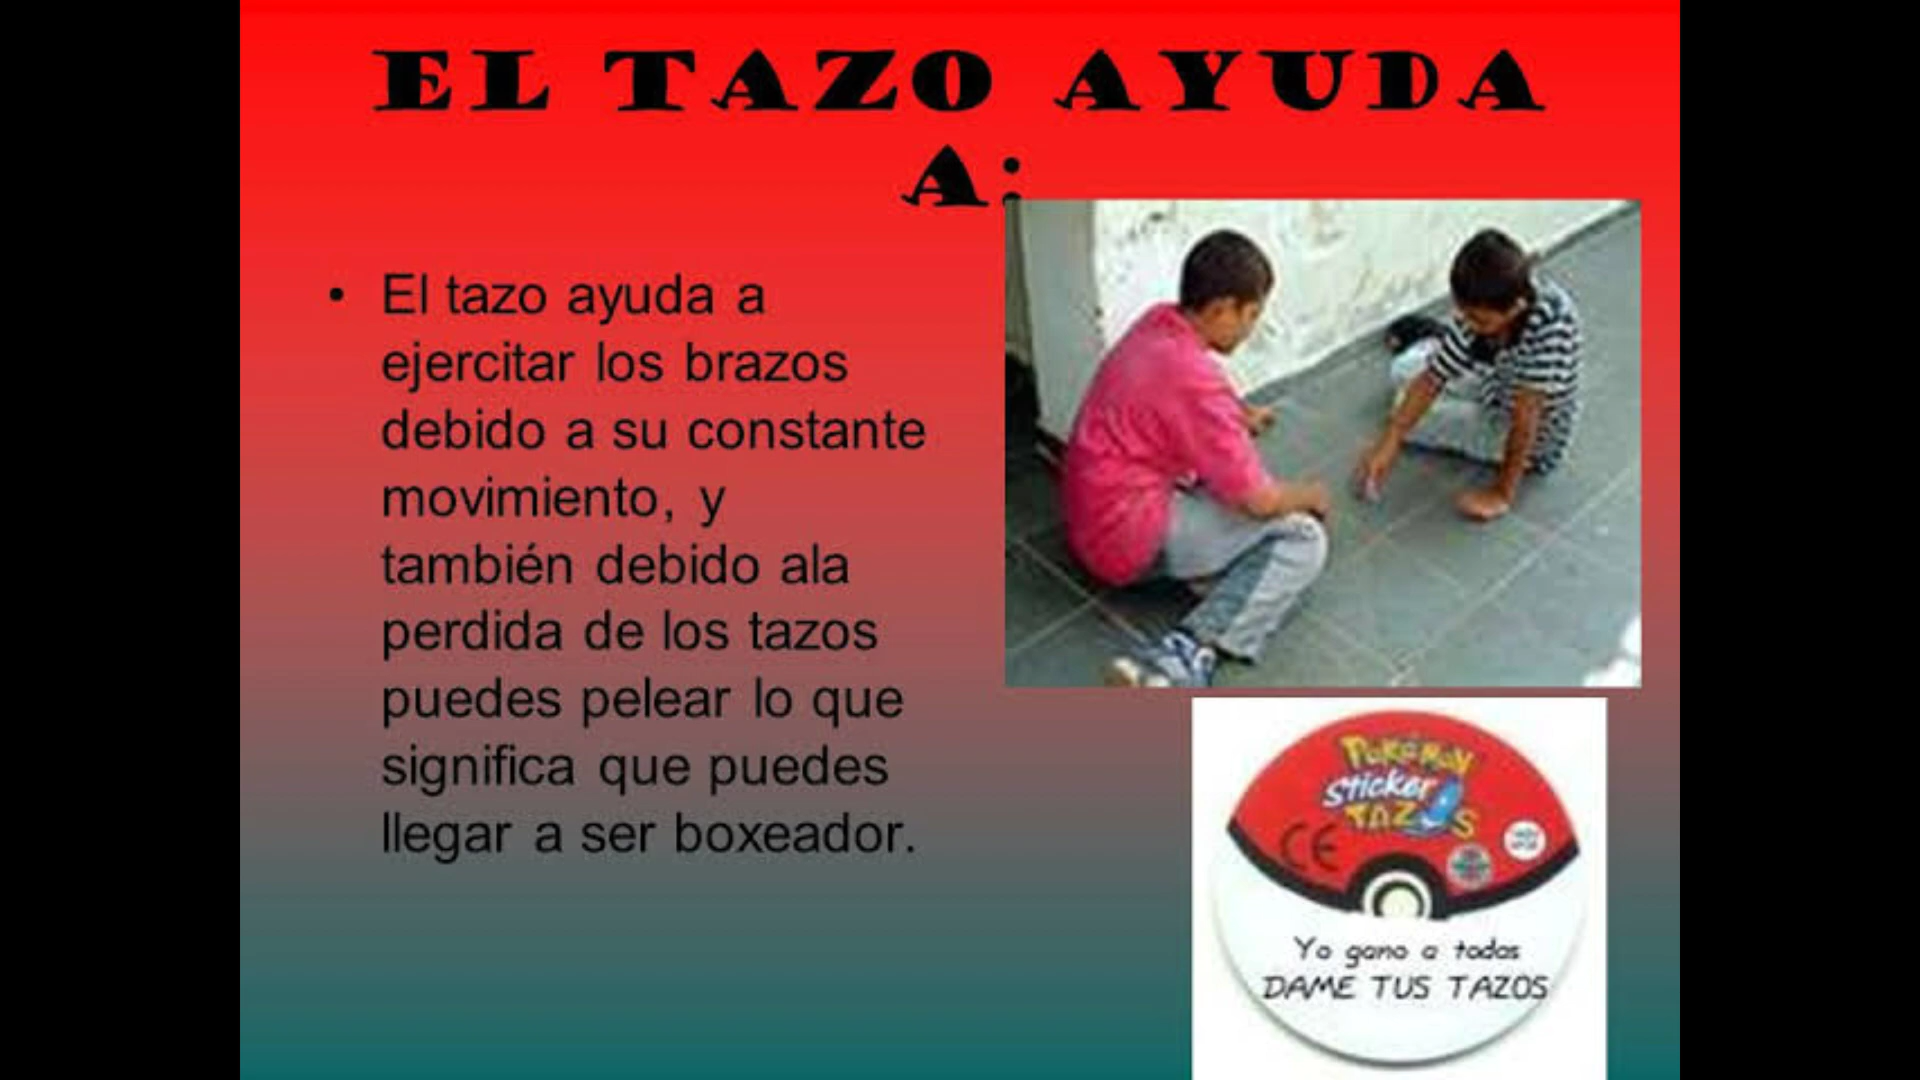 EL TAZO AYUDA
A:
• El tazo ayuda a
ejercitar los brazos
debido a su constante
movimiento, y
también debido ala
perdida de los tazos
puedes pelear lo que
significa que puedes
llegar a ser boxeador.
POKéMON
Sticker
TAZOS
CE
Yo gano a todos
DAME TUS TAZOS